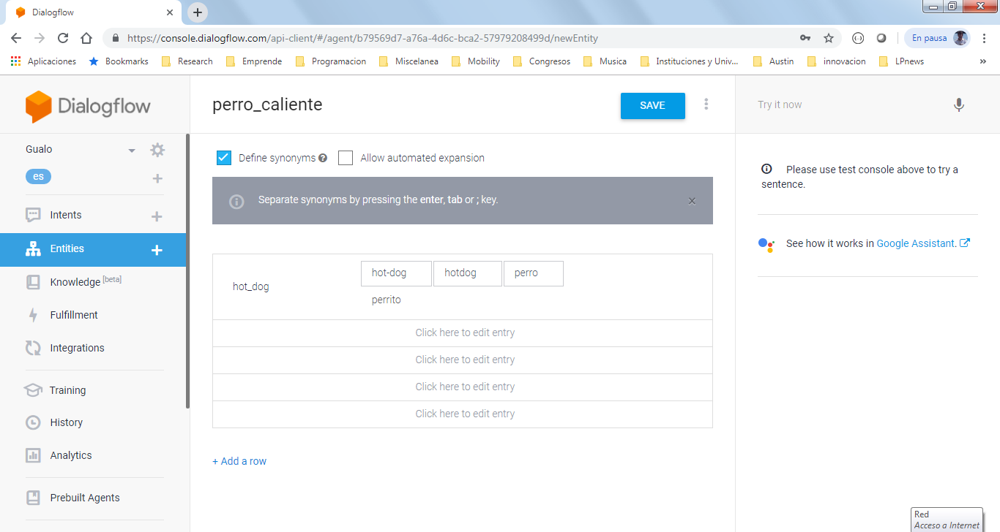 Dialogflow
https://console.dialogflow.com/api-client/#/agent/b79569d7-a76a-4d6c-bca2-57979208499d/newEntity
En pausa
Aplicaciones Bookmarks Research Emprende Programacion Miscelanea Mobility Congresos Musica Instituciones y Univ... Austin innovacion LPnews »
Dialogflow
perro_caliente
SAVE
Try it now
Gualo
es
Define synonyms Allow automated expansion
Separate synonyms by pressing the enter, tab or ; key.
Please use test console above to try a
sentence.
See how it works in Google Assistant.
Intents
Entities
Knowledge [beta]
Fulfillment
Integrations
Training
History
Analytics
Prebuilt Agents
hot_dog
hot-dog hotdog perro
perrito
Click here to edit entry
Click here to edit entry
Click here to edit entry
Click here to edit entry
+ Add a row
Red
Acceso a Internet